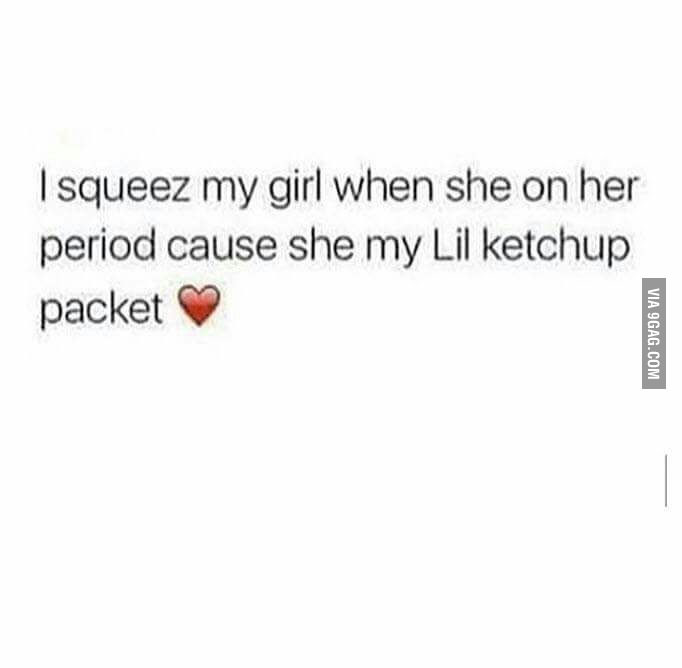 I squeez my girl when she on her
period cause she my Lil ketchup
packet ❤
VIA 9GAG.COM